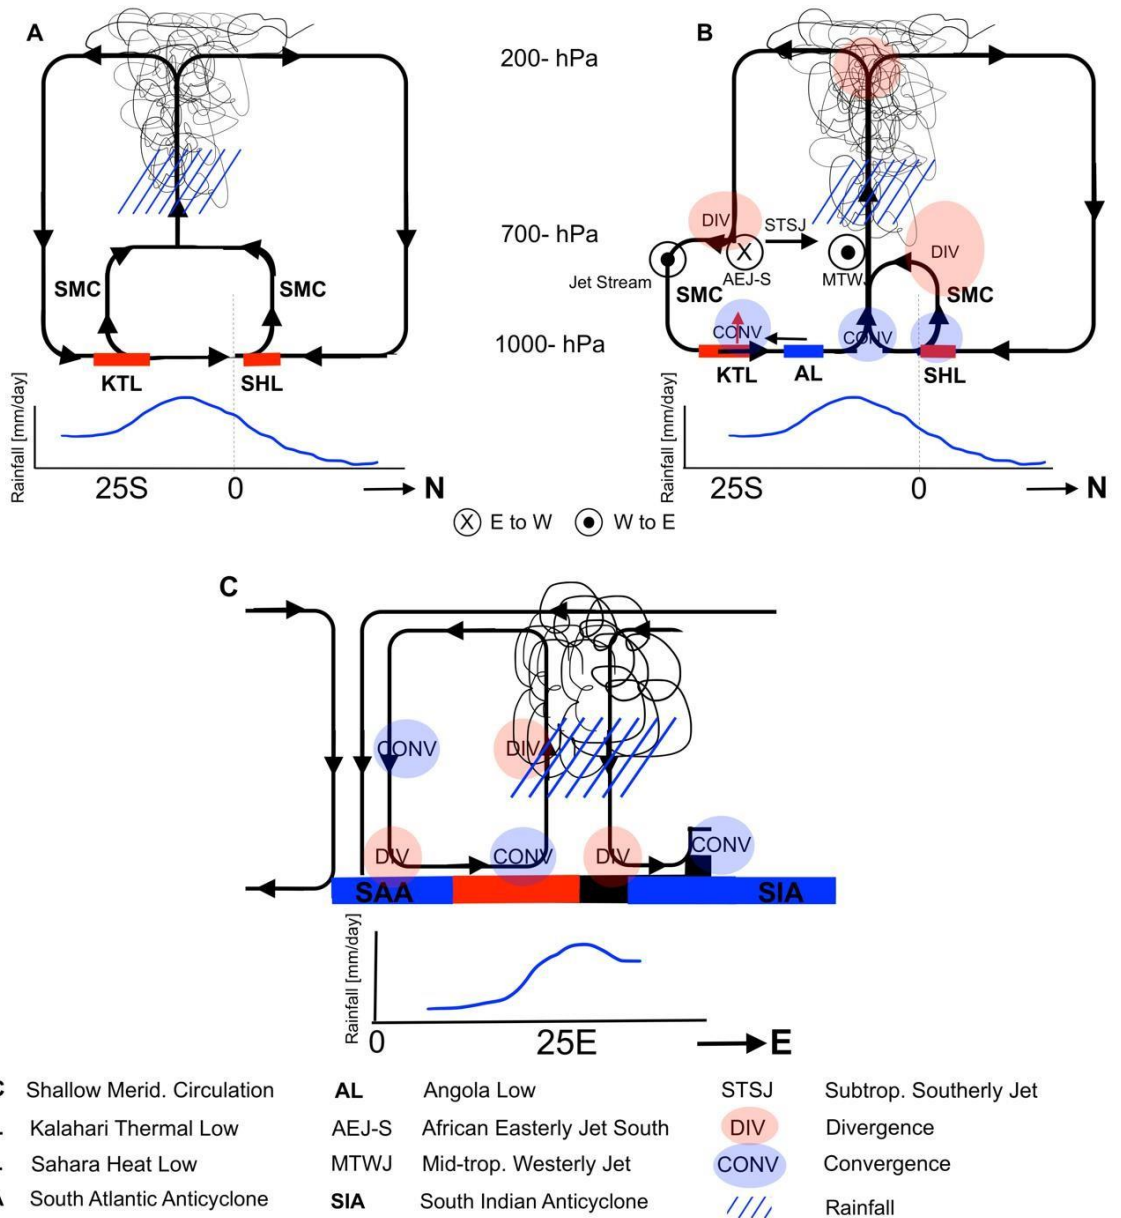 A
B
200- hPa
700- hPa
1000- hPa
SMC
SMC
KTL
SHL
Rainfall [mm/day]
25S
0
N
DIV
STSJ
DIV
Jet Stream
AEJ-S
MTWJ
SMC
SMC
CONV
CONV
KTL
AL
SHL
Rainfall [mm/day]
25S
0
N
X E to W
W to E
C
CONV
DIV
DIV
CONV
DIV
CONV
SAA
SIA
Rainfall [mm/day]
0
25E
E
C Shallow Merid. Circulation
AL Angola Low
STSJ Subtrop. Southerly Jet
Kalahari Thermal Low
AEJ-S African Easterly Jet South
DIV Divergence
Sahara Heat Low
MTWJ Mid-trop. Westerly Jet
CONV Convergence
A South Atlantic Anticyclone
SIA South Indian Anticyclone
Rainfall